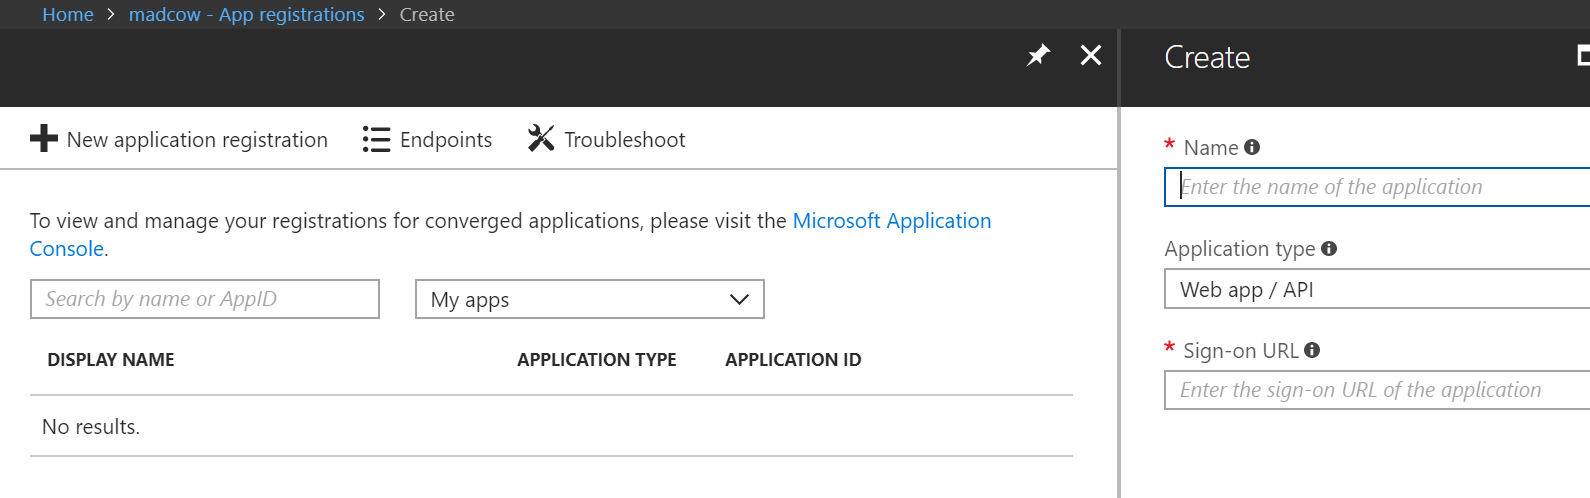 Home > madcow - App registrations > Create
Create
New application registration
Endpoints
Troubleshoot
To view and manage your registrations for converged applications, please visit the Microsoft Application
Console.
Search by name or AppID
My apps
DISPLAY NAME
APPLICATION TYPE
APPLICATION ID
No results.
* Name
Enter the name of the application
Application type
Web app / API
* Sign-on URL
Enter the sign-on URL of the application